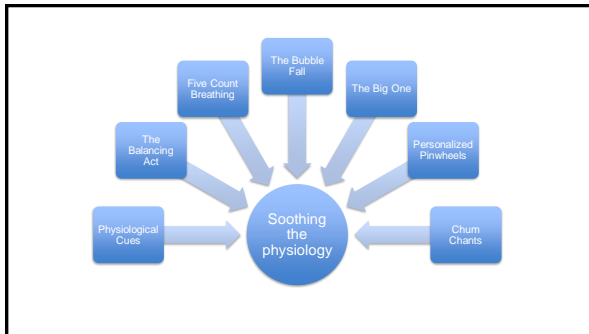 Physiological
Cues
The
Balancing
Act
Five Count
Breathing
The Bubble
Fall
The Big One
Personalized
Pinwheels
Chum
Chants
Soothing
the
physiology